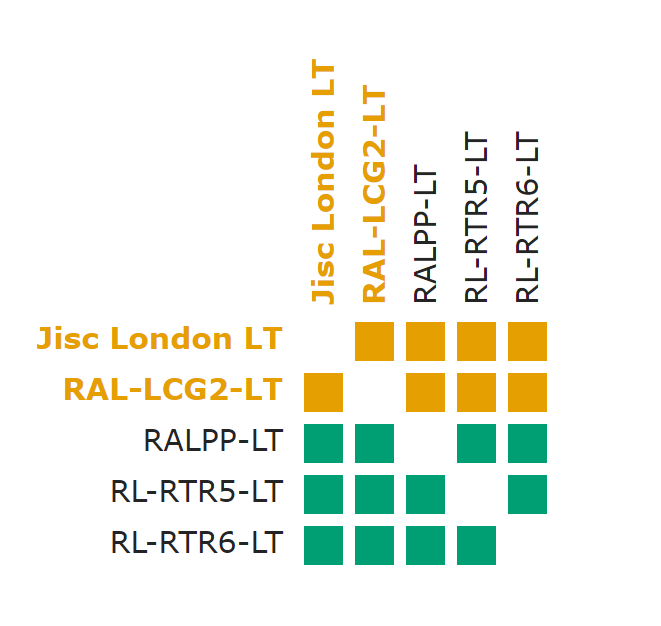 Jisc London LT
RAL-LCG2-LT
RALPP-LT
RL-RTR5-LT
RL-RTR6-LT
Jisc London LT
RAL-LCG2-LT
RALPP-LT
RL-RTR5-LT
RL-RTR6-LT